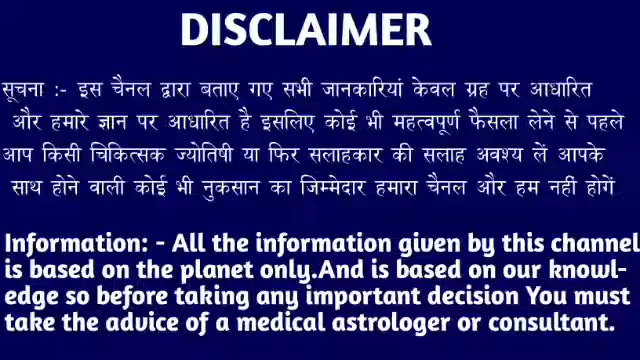 DISCLAIMER
सूचना :- इस चैनल द्वारा बताए गए सभी जानकारियां केवल ग्रह पर आधारित
और हमारे ज्ञान पर आधारित है इसलिए कोई भी महत्वपूर्ण फैसला लेने से पहले
आप किसी चिकित्सक ज्योतिषी या फिर सलाहकार की सलाह अवश्य लें आपके
साथ होने वाली कोई भी नुकसान का जिम्मेदार हमारा चैनल और हम नहीं होगें
Information: - All the information given by this channel
is based on the planet only.And is based on our knowl-
edge so before taking any important decision You must
take the advice of a medical astrologer or consultant.